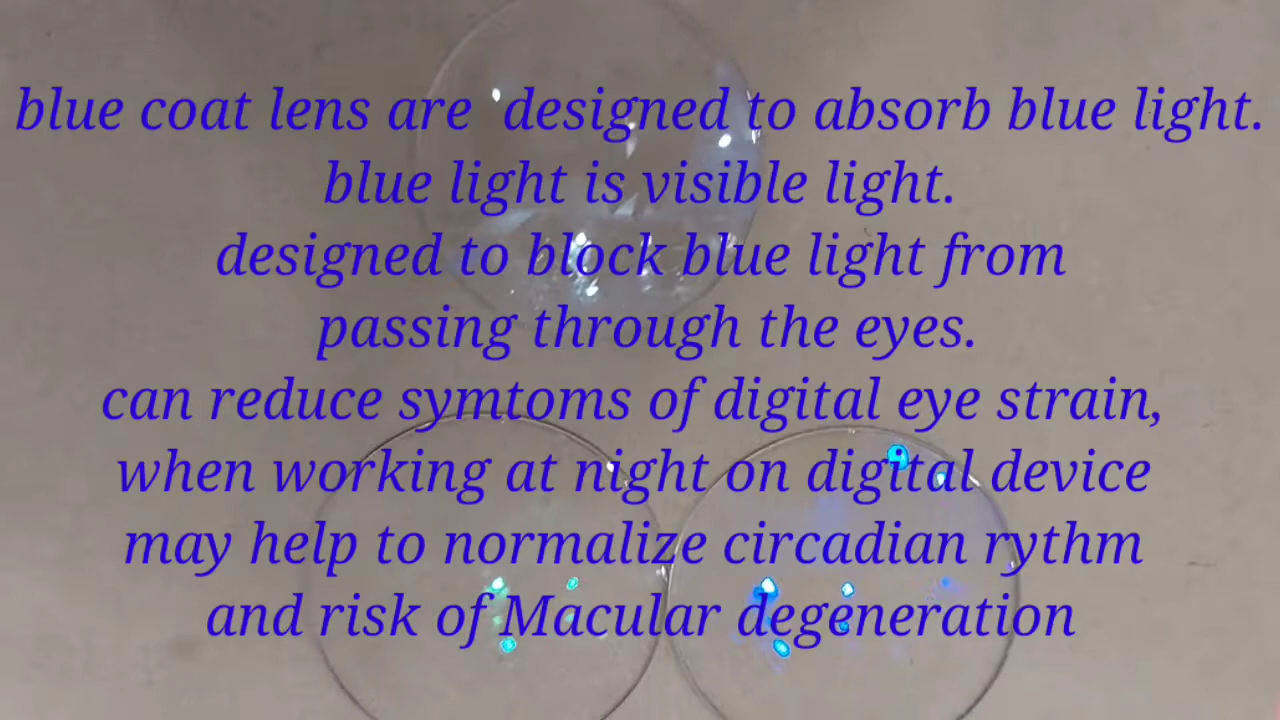 blue coat lens are  designed to absorb blue light.
blue light is visible light.
designed to block blue light from
passing through the eyes.
can reduce symtoms of digital eye strain,
when working at night on digital device
may help to normalize circadian rythm
and risk of Macular degeneration